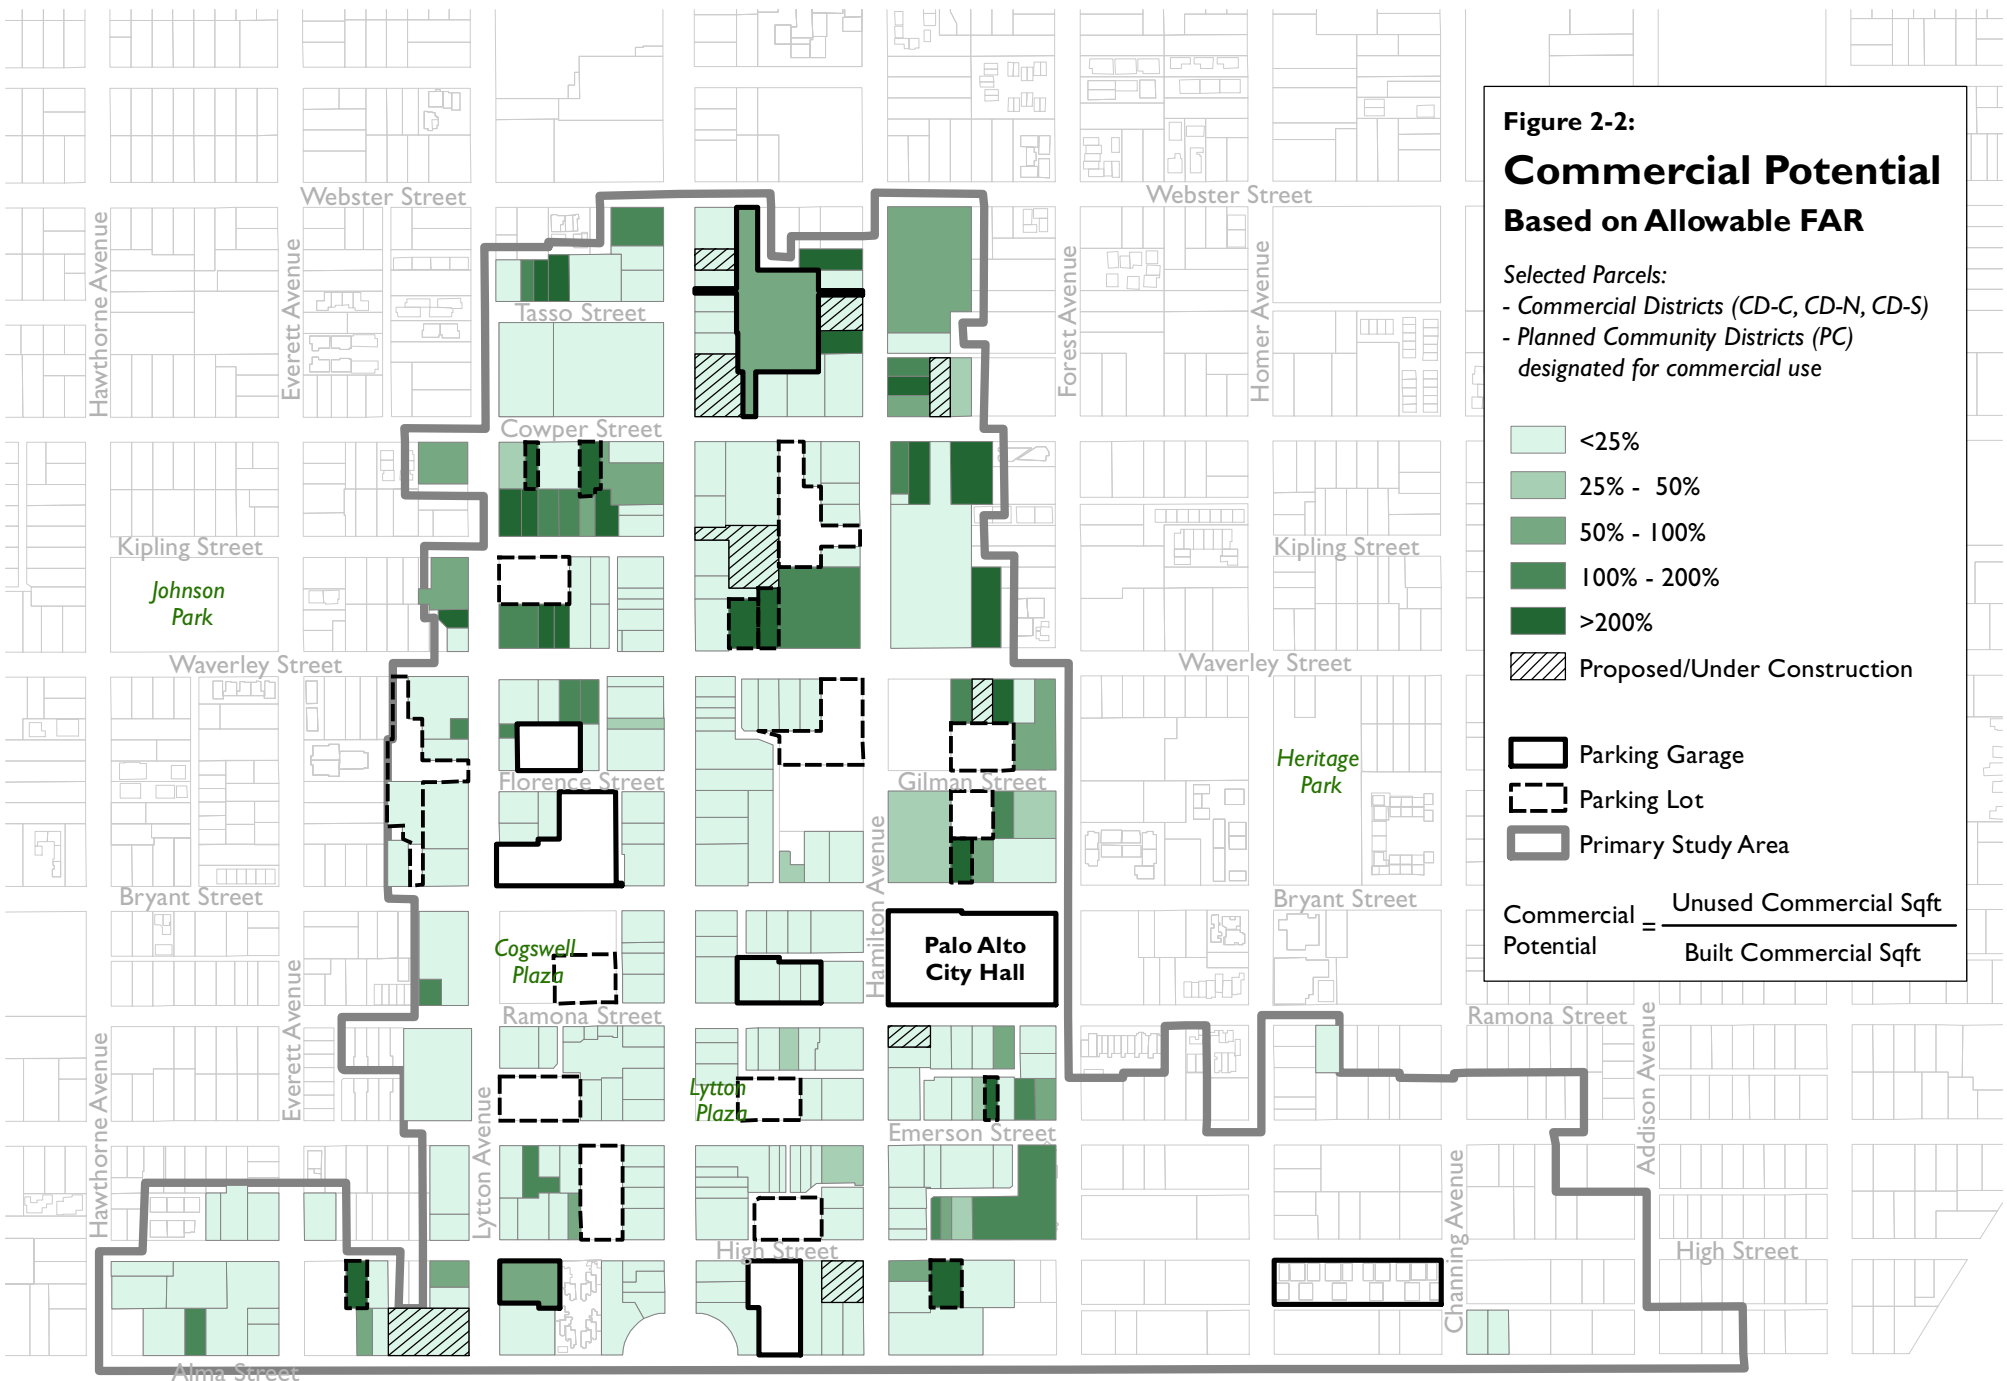 Figure 2-2:
Commercial Potential
Based on Allowable FAR
Selected Parcels:
- Commercial Districts (CD-C, CD-N, CD-S)
- Planned Community Districts (PC)
designated for commercial use
<25%
25% - 50%
50% - 100%
100% - 200%
>200%
Proposed/Under Construction
Parking Garage
Parking Lot
Primary Study Area
Commercial
Potential
=
Unused Commercial Sqft
Built Commercial Sqft
Webster Street
Webster Street
Hawthorne Avenue
Everett Avenue
Forest Avenue
Homer Avenue
Tasso Street
Cowper Street
Kipling Street
Kipling Street
Johnson
Park
Waverley Street
Waverley Street
Heritage
Park
Florence Street
Gilman Street
Hamilton Avenue
Bryant Street
Bryant Street
Cogswell
Plaza
Palo Alto
City Hall
Ramona Street
Ramona Street
Hawthorne Avenue
Everett Avenue
Lytton Avenue
Lytton
Plaza
Emerson Street
Addison Avenue
Channing Avenue
High Street
High Street
Alma Street